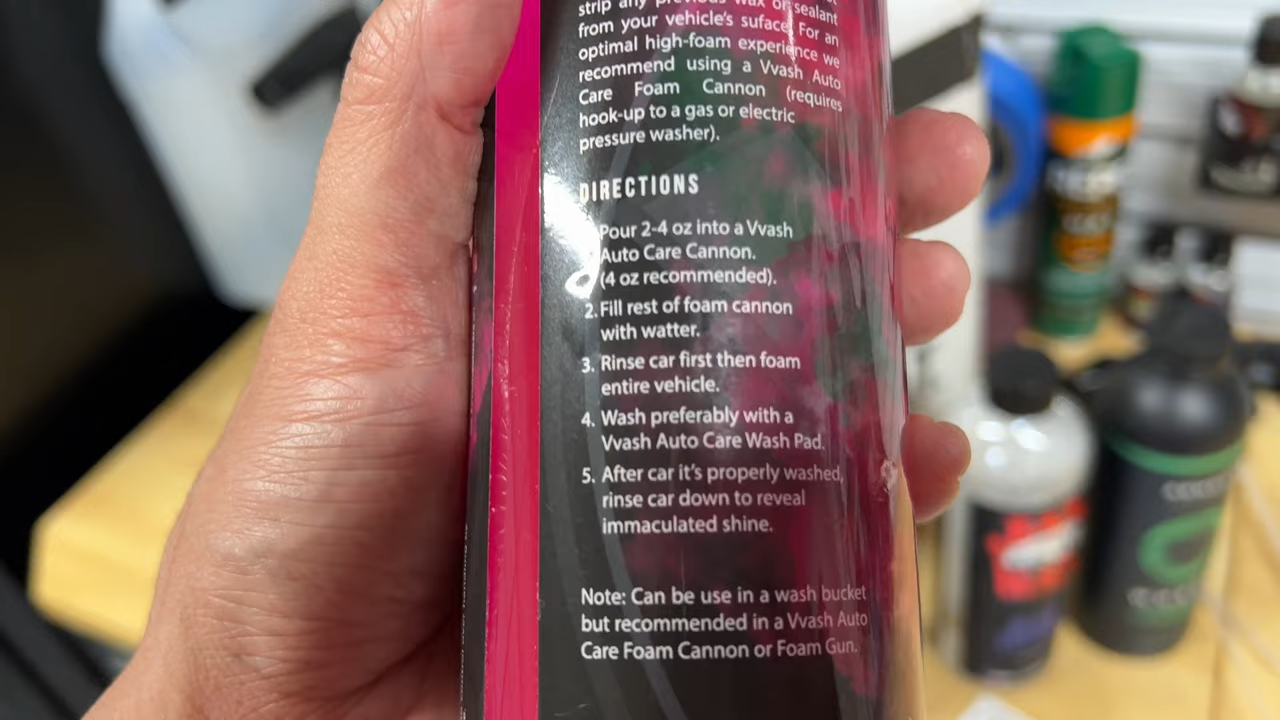 strip any previous wax or sealant
from your vehicle's suface. For an
optimal high-foam experience we
recommend using a Vvash Auto
Care Foam Cannon (requires
hook-up to a gas or electric
pressure washer).
DIRECTIONS
Pour 2-4 oz into a Vvash
Auto Care Cannon.
(4 oz recommended).
2. Fill rest of foam cannon
with watter.
3. Rinse car first then foam
entire vehicle.
4. Wash preferably with a
Vvash Auto Care Wash Pad.
5. After car it's properly washed,
rinse car down to reveal
immaculated shine.
Note: Can be use in a wash bucket
but recommended in a Vvash Auto
Care Foam Cannon or Foam Gun.